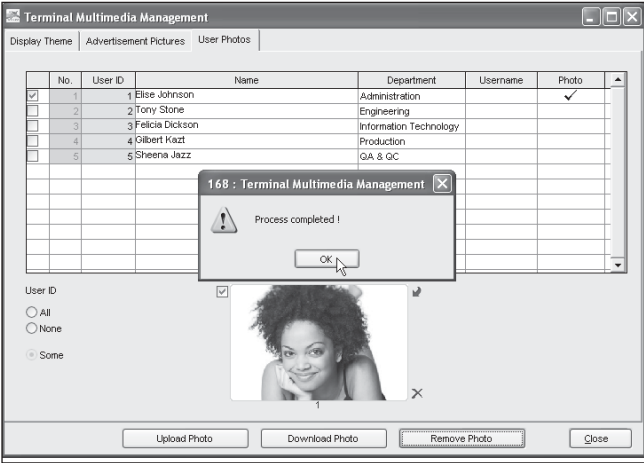 Terminal Multimedia Management
Display Theme Advertisement Pictures User Photos
No. User ID Name Department Username Photo
1 1 Elise Johnson Administration
2 2 Tony Stone Engineering
3 3 Felicia Dickson Information Technology
4 4 Gilbert Kazt Production
5 5 Sheena Jazz QA & QC
168 : Terminal Multimedia Management
Process completed !
OK
User ID
All
None
Some
1
Upload Photo Download Photo Remove Photo Close